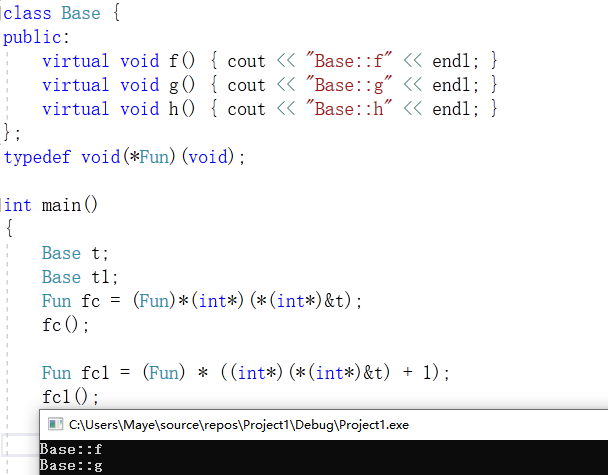 class Base {
public:
    virtual void f() { cout << "Base::f" << endl; }
    virtual void g() { cout << "Base::g" << endl; }
    virtual void h() { cout << "Base::h" << endl; }
};
typedef void(*Fun)(void);
int main()
{
    Base t;
    Base t1;
    Fun fc = (Fun)*(int*)(*(int*)&t);
    fc();
    Fun fc1 = (Fun) * ((int*)(*(int*)&t) + 1);
    fc1();
C:\Users\Maye\source\repos\Project1\Debug\Project1.exe
Base::f
Base::g